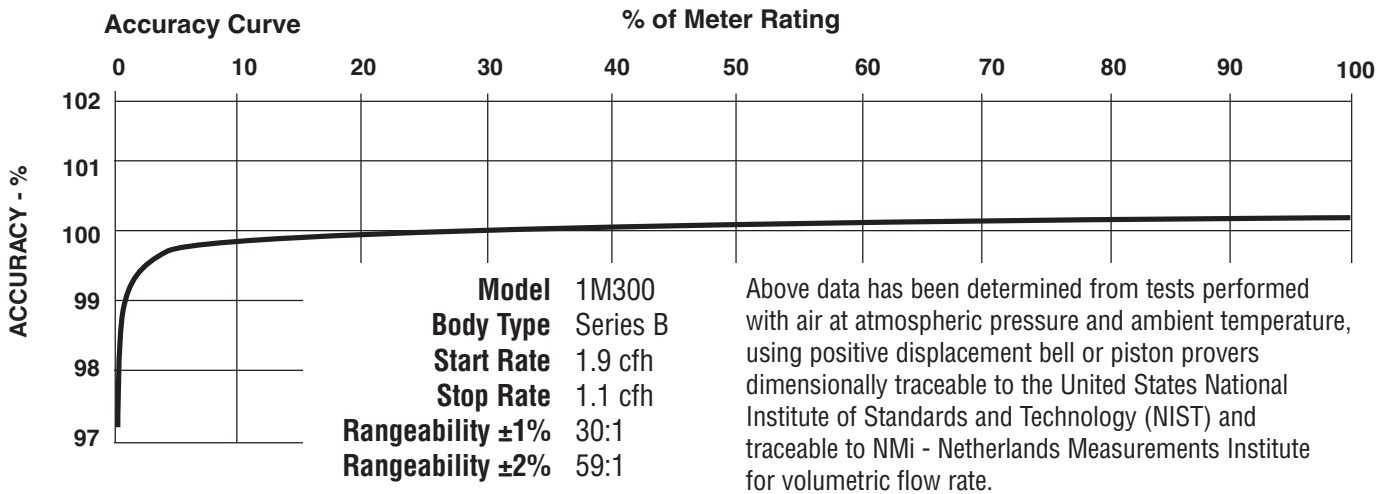 Accuracy Curve
% of Meter Rating
0 10 20 30 40 50 60 70 80 90 100
102
101
100
99
98
97
ACCURACY - %
Model 1M300
Body Type Series B
Start Rate 1.9 cfh
Stop Rate 1.1 cfh
Rangeability ±1% 30:1
Rangeability ±2% 59:1
Above data has been determined from tests performed
with air at atmospheric pressure and ambient temperature,
using positive displacement bell or piston provers
dimensionally traceable to the United States National
Institute of Standards and Technology (NIST) and
traceable to NMi - Netherlands Measurements Institute
for volumetric flow rate.